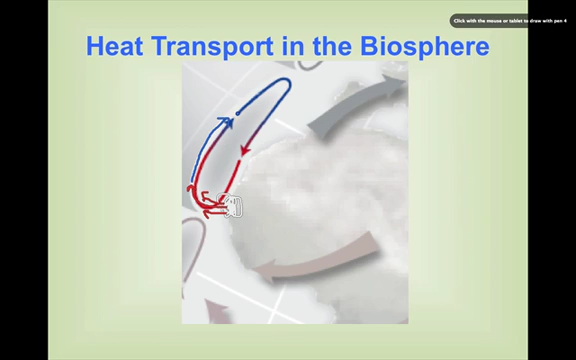 Click with the mouse or tablet to draw with pen 4
Heat Transport in the Biosphere